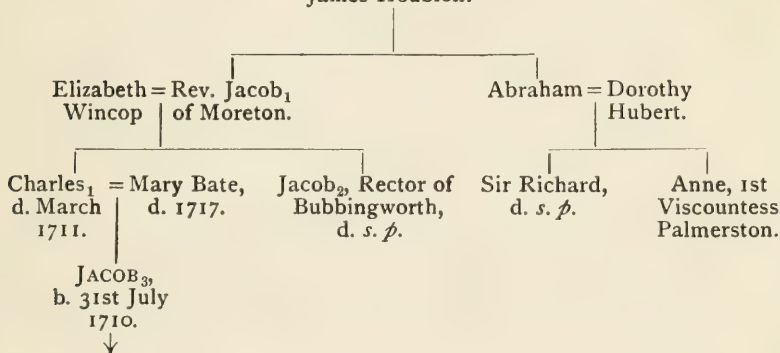 Elizabeth = Rev. Jacob₁ Abraham = Dorothy
Wincop of Moreton. Hubert.
Charles₁ = Mary Bate, Jacob₂, Rector of Sir Richard, Anne, 1st
d. March d. 1717. Bubbingworth, d. s. p. Viscountess
1711. d. s. p. Palmerston.
JACOB₃,
b. 31st July
1710.